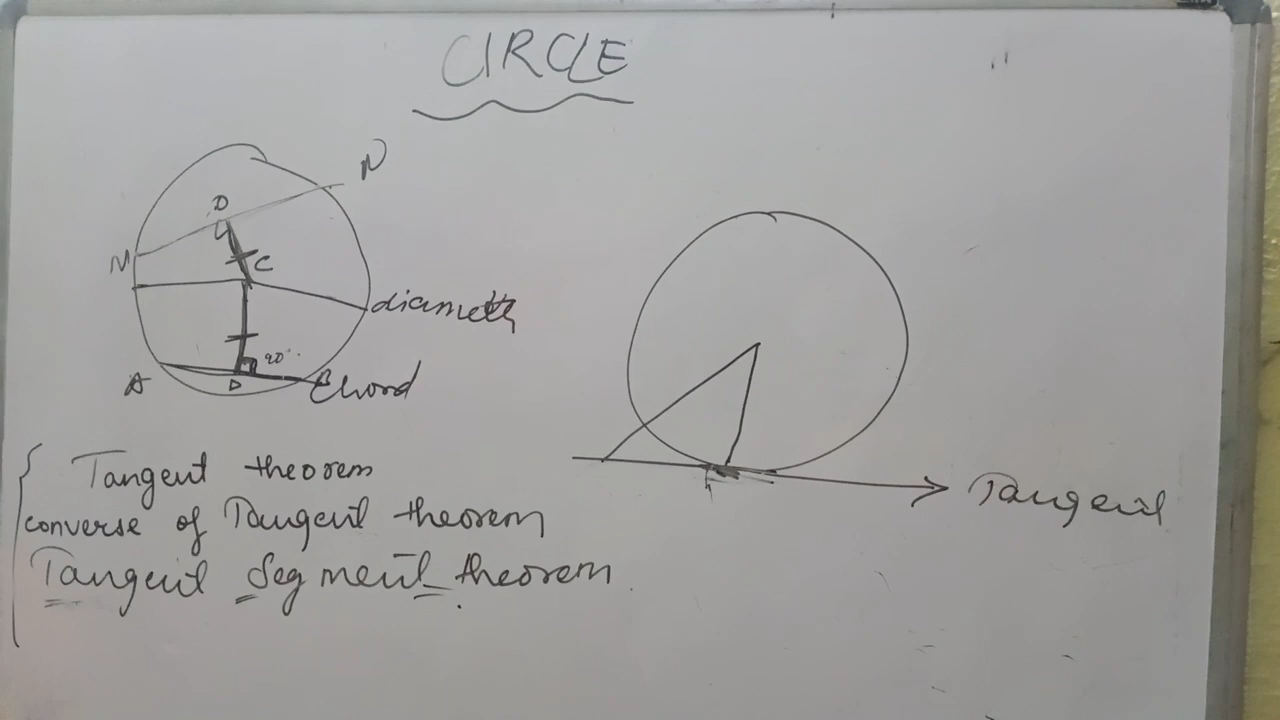 CIRCLE
N
O
M
C
diameter
90°
A
D
B
Chord
Tangent theorem
converse of Tangent theorem
Tangent Segment theorem
Tangent